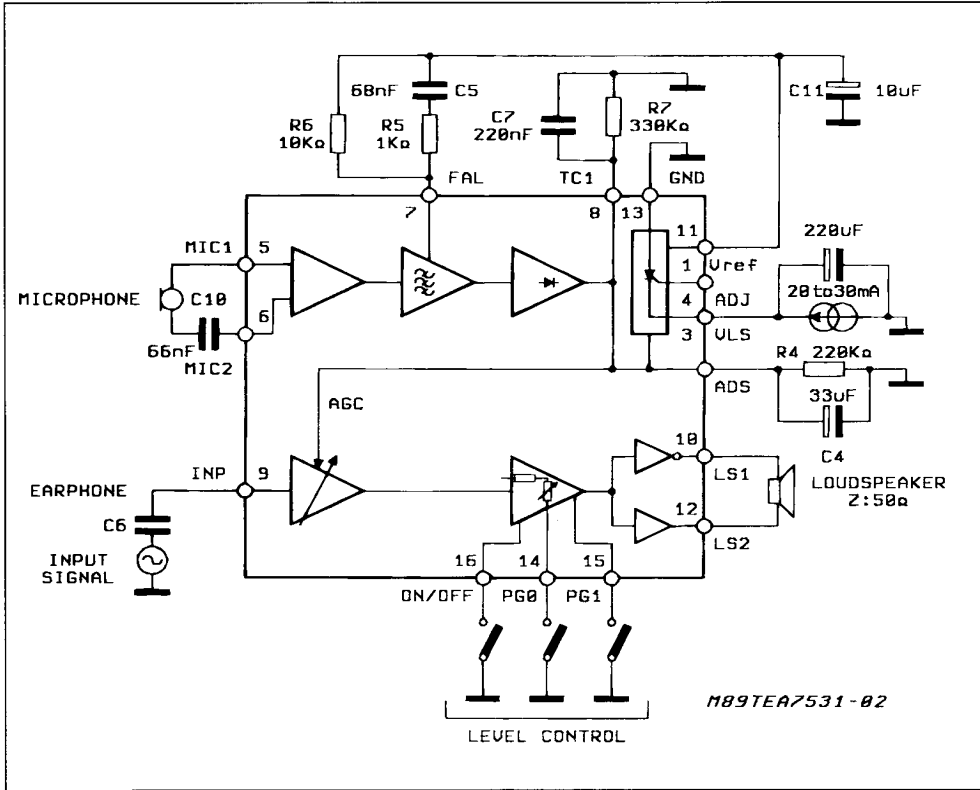 68nF C5
C11 10uF
R6 10KΩ
R5 1KΩ
C7 220nF
R7 330KΩ
FAL
TC1
GND
7
8
13
MIC1
5
11
Vref
220uF
MICROPHONE
C10
1
ADJ
20to30mA
6
4
66nF
MIC2
3
VLS
R4 220KΩ
ADS
33uF
C4
AGC
INP
9
10
LS1
EARPHONE
LOUDSPEAKER
Z:50Ω
C6
12
LS2
INPUT
SIGNAL
16
14
15
ON/OFF
PG0
PG1
M89TEA7531-02
LEVEL CONTROL